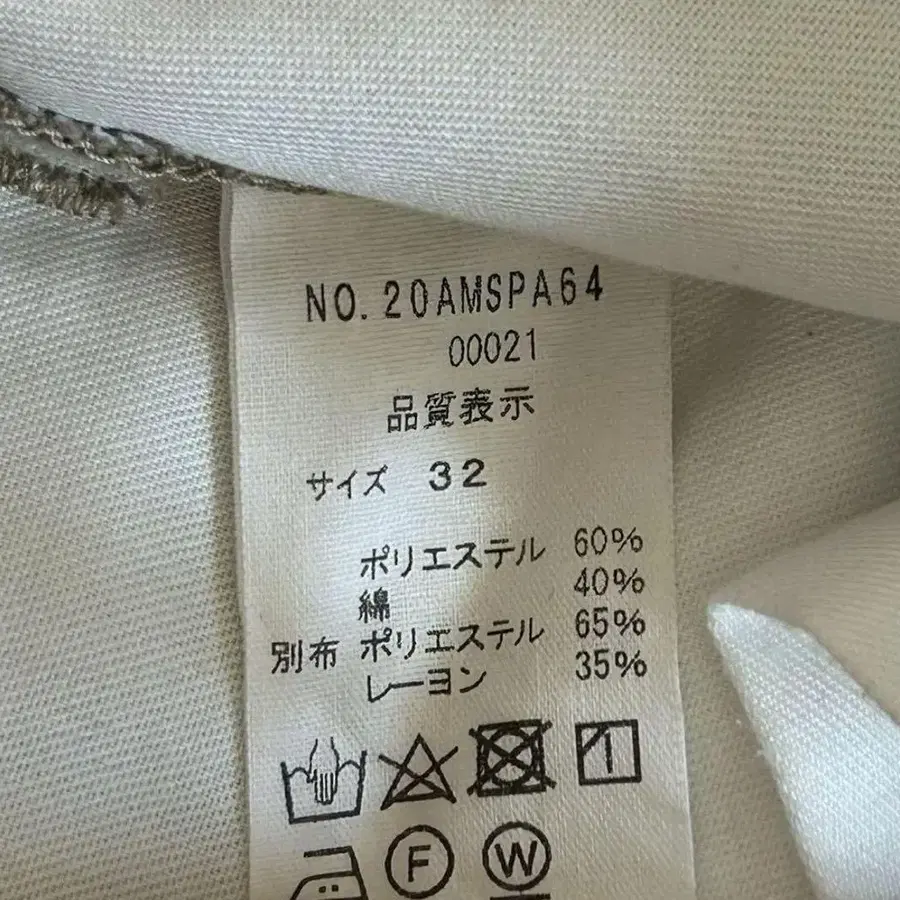 NO. 20AMSPA64
00021
品質表示
サイズ 32
ポリエステル 60%
綿 40%
別布 ポリエステル 65%
レーヨン 35%
F W